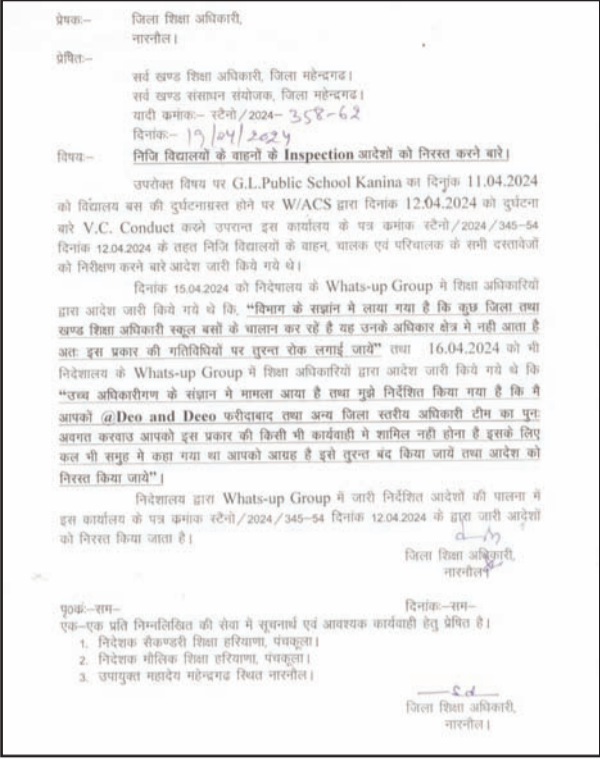 प्रेषकः– जिला शिक्षा अधिकारी,
नारनौल।
प्रेषितः–
सर्व खण्ड शिक्षा अधिकारी, जिला महेन्द्रगढ।
सर्व खण्ड संसाधन संयोजक, जिला महेन्द्रगढ।
यादी कमांकः– स्टैनो/2024– 358-62
दिनांकः– 19/04/2024
विषयः– निजि विद्यालयों के वाहनों के Inspection आदेशों को निरस्त करने बारे।
उपरोक्त विषय पर G.L.Public School Kanina का दिनांक 11.04.2024
को विद्यालय बस की दुर्घटनाग्रस्त होने पर W/ACS द्वारा दिनांक 12.04.2024 को दुर्घटना
बारे V.C. Conduct करने उपरान्त इस कार्यालय के पत्र कमांक स्टैनो/2024/345–54
दिनांक 12.04.2024 के तहत निजि विद्यालयों के वाहन, चालक एवं परिचालक के सभी दस्तावेजों
को निरीक्षण करने बारे आदेश जारी किये गये थे।
दिनांक 15.04.2024 को निदेषालय के Whats-up Group मे शिक्षा अधिकारियों
द्वारा आदेश जारी किये गये थे कि, "विभाग के सज्ञांन मे लाया गया है कि कुछ जिला तथा
खण्ड शिक्षा अधिकारी स्कूल बसों के चालान कर रहें है यह उनके अधिकार क्षेत्र मे नही आता है
अतः इस प्रकार की गतिविधियों पर तुरन्त रोक लगाई जायें" तथा 16.04.2024 को भी
निदेशालय के Whats-up Group में शिक्षा अधिकारियों द्वारा आदेश जारी किये गये थे कि
"उच्च अधिकारीगण के संज्ञान मे मामला आया है तथा मुझे निर्देशित किया गया है कि मै
आपको @Deo and Deeo फरीदाबाद तथा अन्य जिला स्तरीय अधिकारी टीम का पुनः
अवगत करवाउ आपको इस प्रकार की किसी भी कार्यवाही मे शामिल नही होना है इसके लिए
कल भी समुह मे कहा गया था आपको आग्रह है इसे तुरन्त बंद किया जायें तथा आदेश को
निरस्त किया जाये"।
निदेशालय द्वारा Whats-up Group में जारी निर्देशित आदेशों की पालना में
इस कार्यालय के पत्र कमांक स्टैनो/2024/345–54 दिनांक 12.04.2024 के द्वारा जारी आदेशों
को निरस्त किया जाता है।
जिला शिक्षा अधिकारी,
नारनौल
पृ०कं:–सम– दिनांकः–सम–
एक–एक प्रति निम्नलिखित की सेवा मे सूचनार्थ एवं आवश्यक कार्यवाही हेतु प्रेषित है।
1. निदेशक सैकण्डरी शिक्षा हरियाणा, पंचकूला।
2. निदेशक मौलिक शिक्षा हरियाणा, पंचकूला।
3. उपायुक्त महादेय महेन्द्रगढ स्थित नारनौल।
–sd–
जिला शिक्षा अधिकारी,
नारनौल।